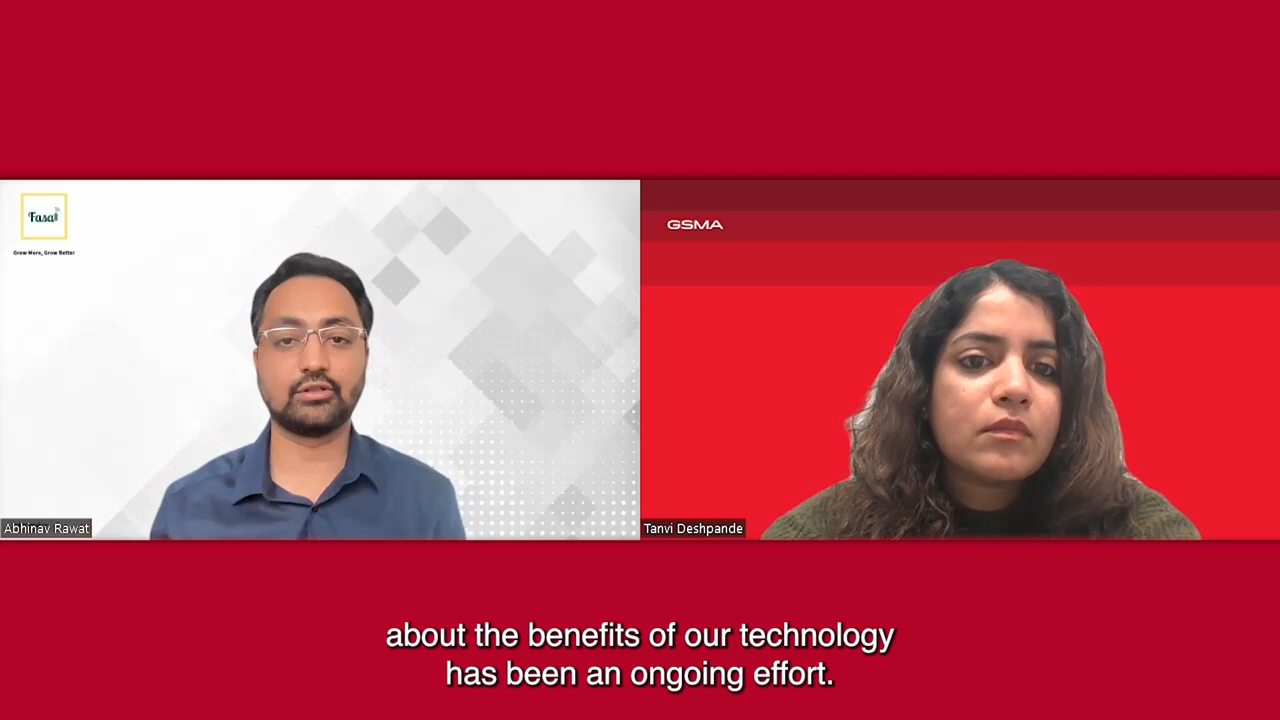 Fasal
Grow More, Grow Better
GSMA
Abhinav Rawat
Tanvi Deshpande
about the benefits of our technology
has been an ongoing effort.